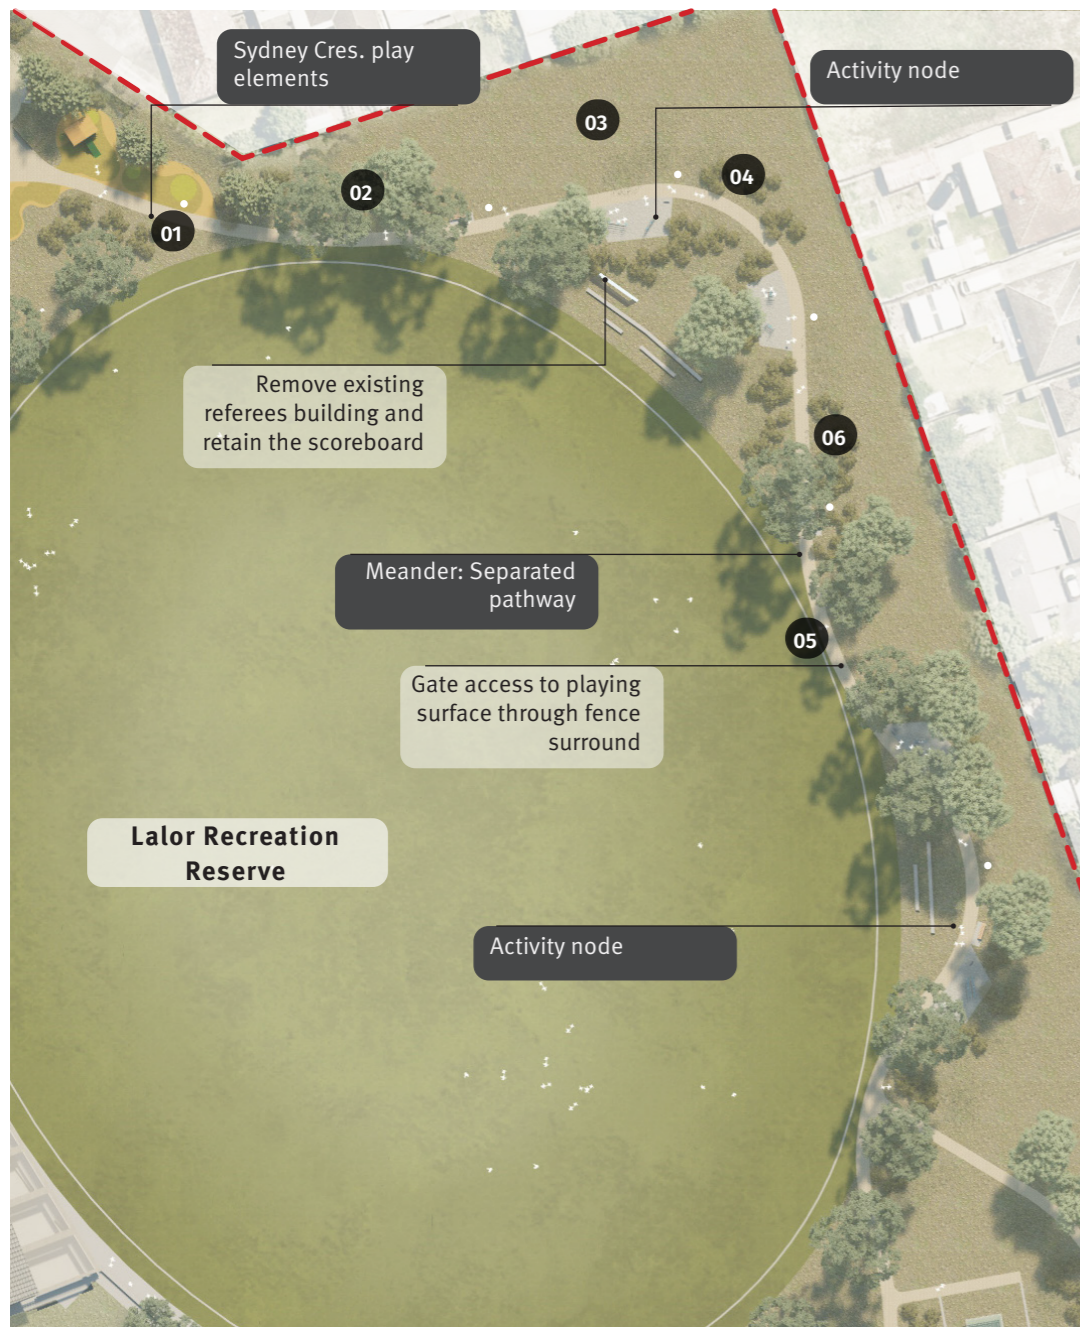 Sydney Cres. play
elements
Activity node
03
02
04
01
Remove existing
referees building and
retain the scoreboard
06
Meander: Separated
pathway
05
Gate access to playing
surface through fence
surround
Lalor Recreation
Reserve
Activity node